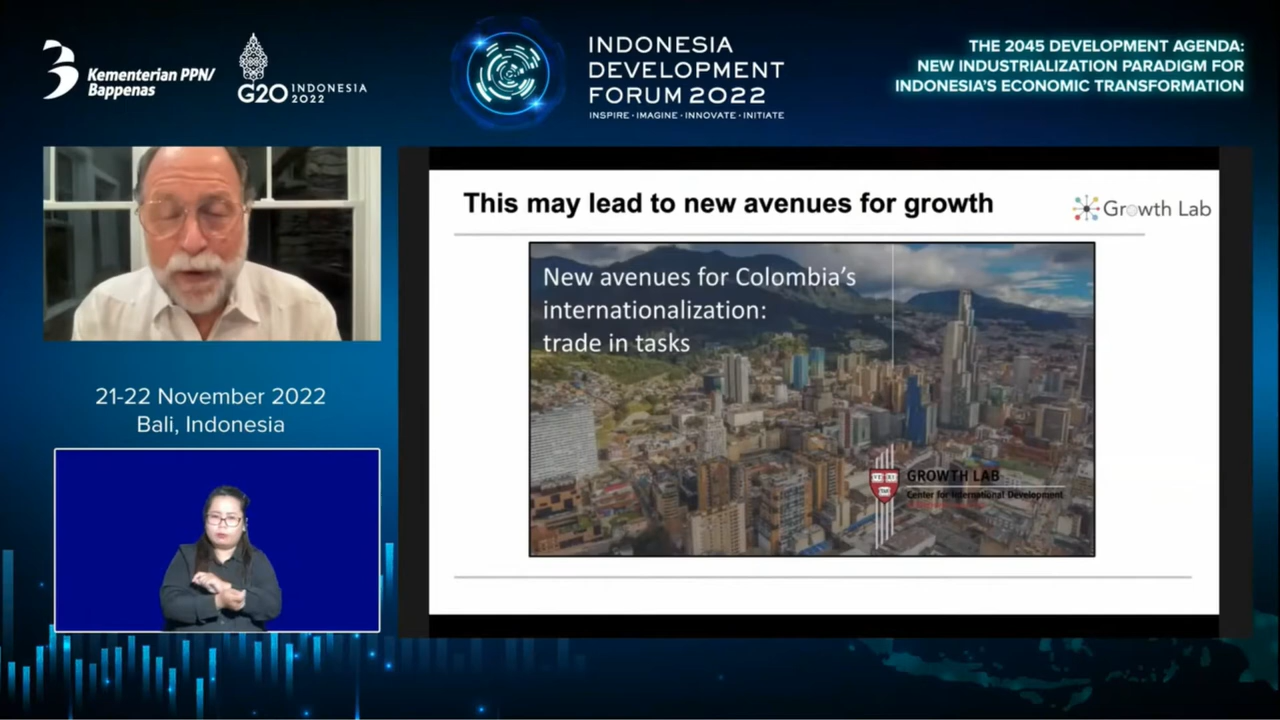 Kementerian PPN/
Bappenas
G20 INDONESIA
2022
INDONESIA
DEVELOPMENT
FORUM 2022
INSPIRE · IMAGINE · INNOVATE · INITIATE
THE 2045 DEVELOPMENT AGENDA:
NEW INDUSTRIALIZATION PARADIGM FOR
INDONESIA'S ECONOMIC TRANSFORMATION
21-22 November 2022
Bali, Indonesia
This may lead to new avenues for growth
Growth Lab
New avenues for Colombia's
internationalization:
trade in tasks
GROWTH LAB
Center for International Development